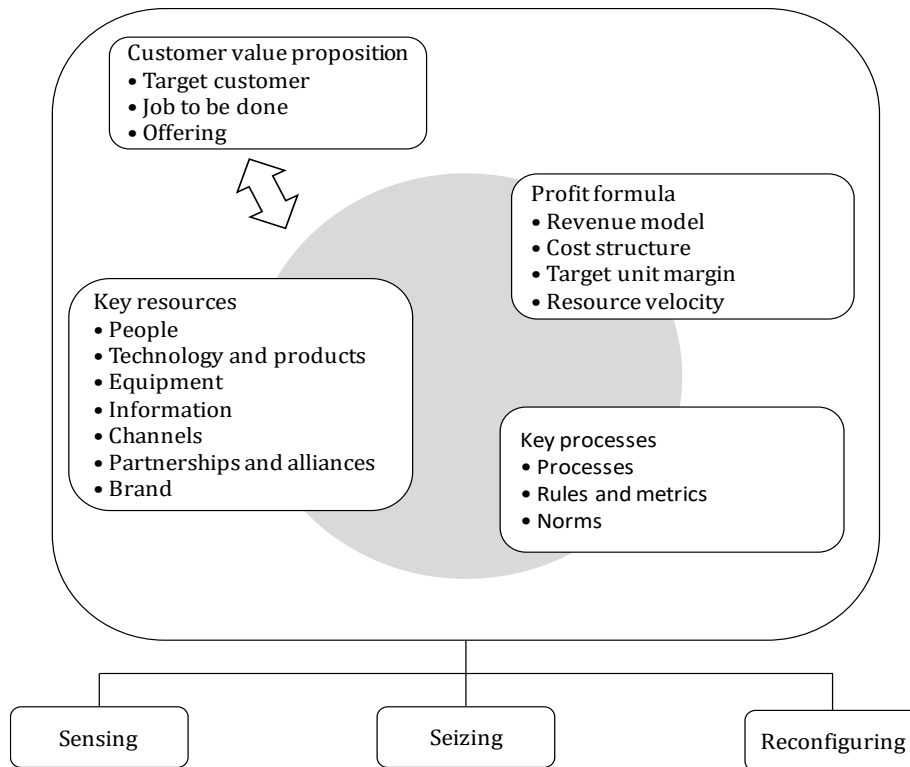 Customer value proposition
• Target customer
• Job to be done
• Offering
Profit formula
• Revenue model
• Cost structure
• Target unit margin
• Resource velocity
Key resources
• People
• Technology and products
• Equipment
• Information
• Channels
• Partnerships and alliances
• Brand
Key processes
• Processes
• Rules and metrics
• Norms
Sensing
Seizing
Reconfiguring